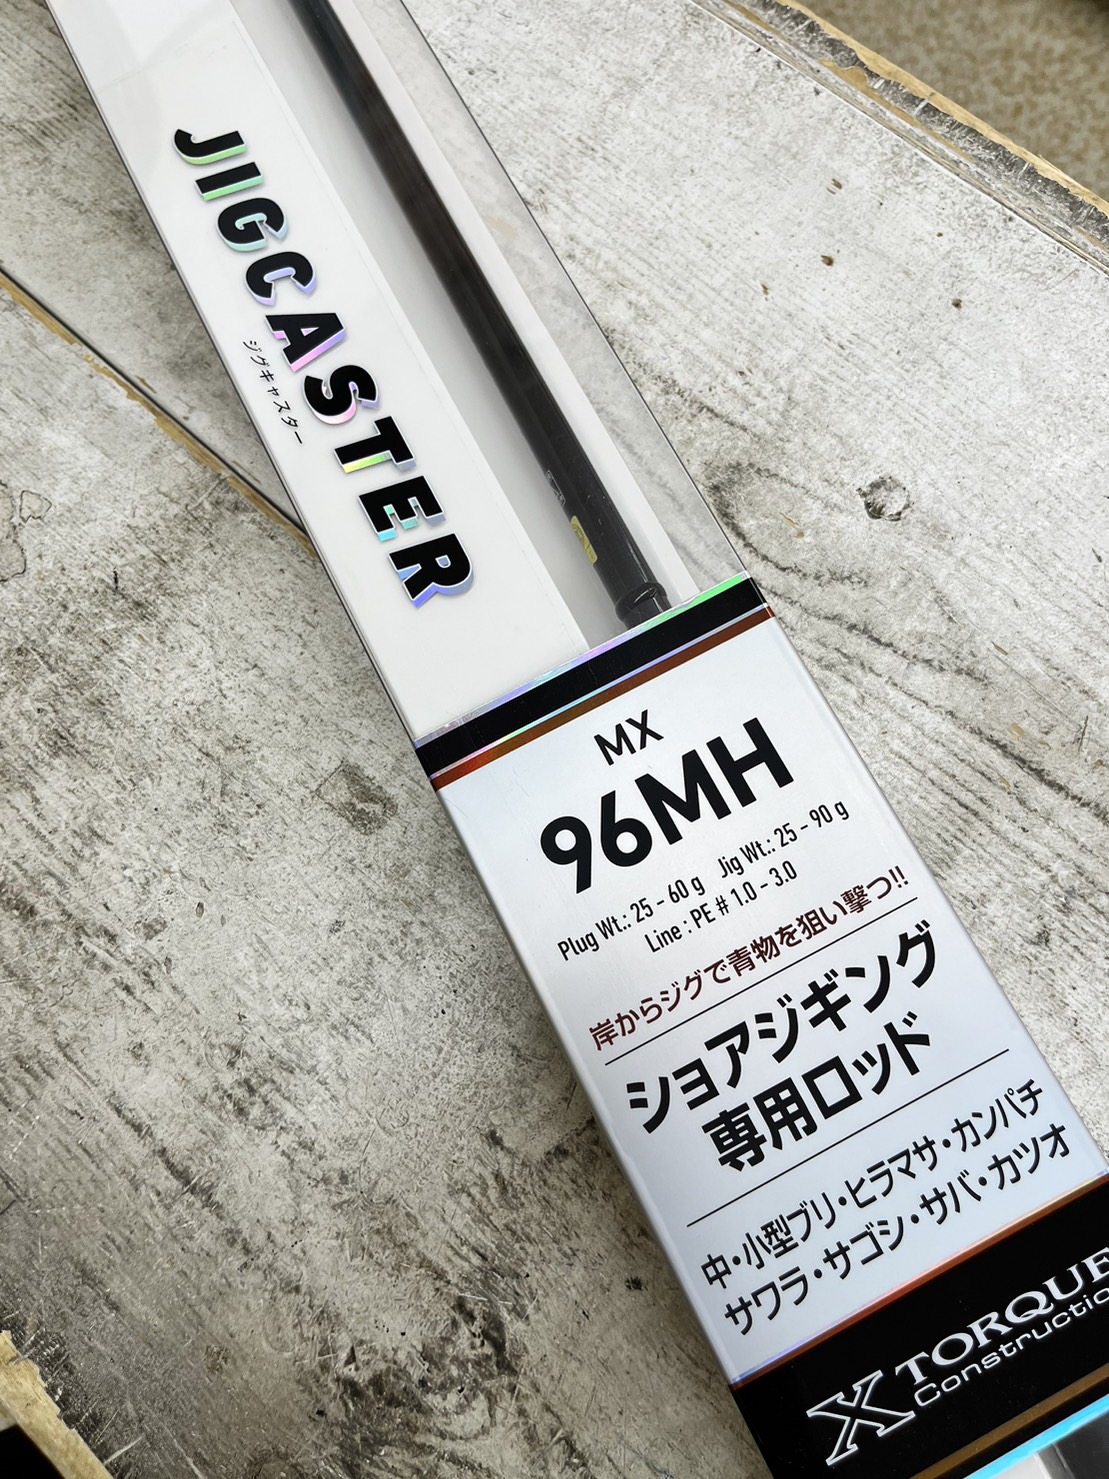 JIGCASTER
ジグキャスター
MX
96MH
Plug Wt.: 25 - 60 g Jig Wt.: 25 - 90 g
Line : PE # 1.0 - 3.0
岸からジグで青物を狙い撃つ!!
ショアジギング
専用ロッド
中・小型ブリ・ヒラマサ・カンパチ
サワラ・サゴシ・サバ・カツオ
X TORQUE
Constructio